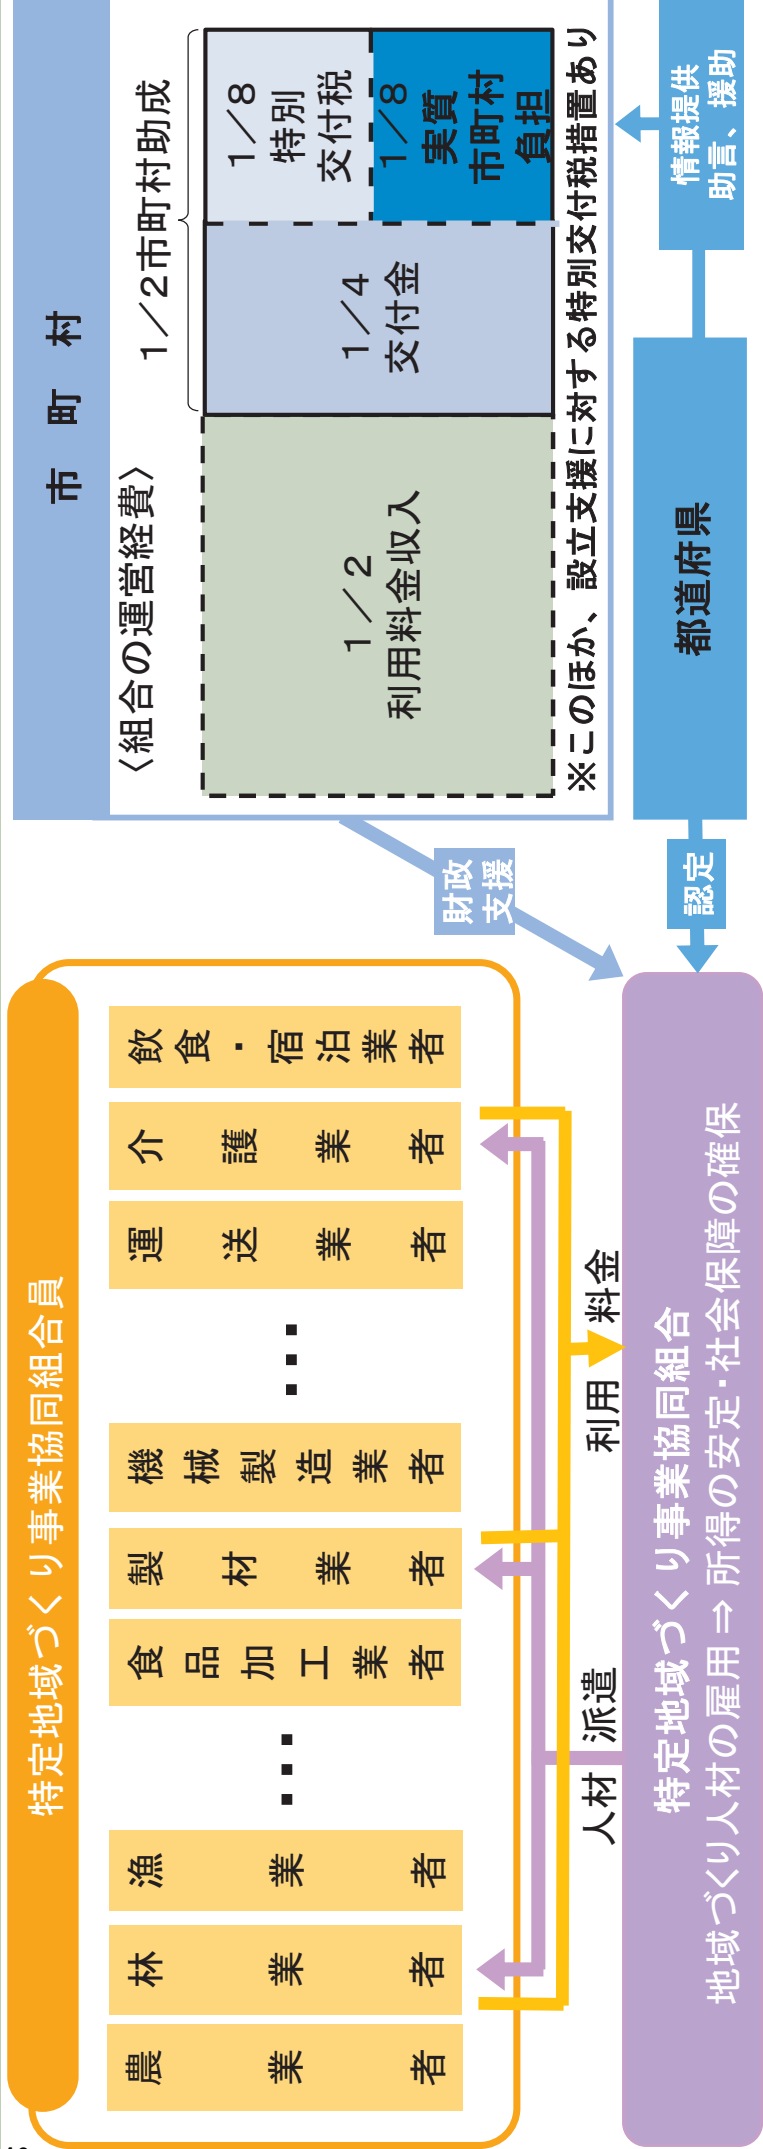 特定地域づくり事業協同組合員
農業者
林業者
漁業者
・・・
食品加工業者
製材業者
機械製造業者
・・・
運送業者
介護業者
飲食・宿泊業者
人材派遣
利用料金
特定地域づくり事業協同組合
地域づくり人材の雇用⇒所得の安定・社会保障の確保
財政
支援
認定
市町村
〈組合の運営経費〉
1/2市町村助成
1/2
利用料金収入
1/4
交付金
1/8
特別
交付税
1/8
実質
市町村
負担
※このほか、設立支援に対する特別交付税措置あり
都道府県
情報提供
助言、援助